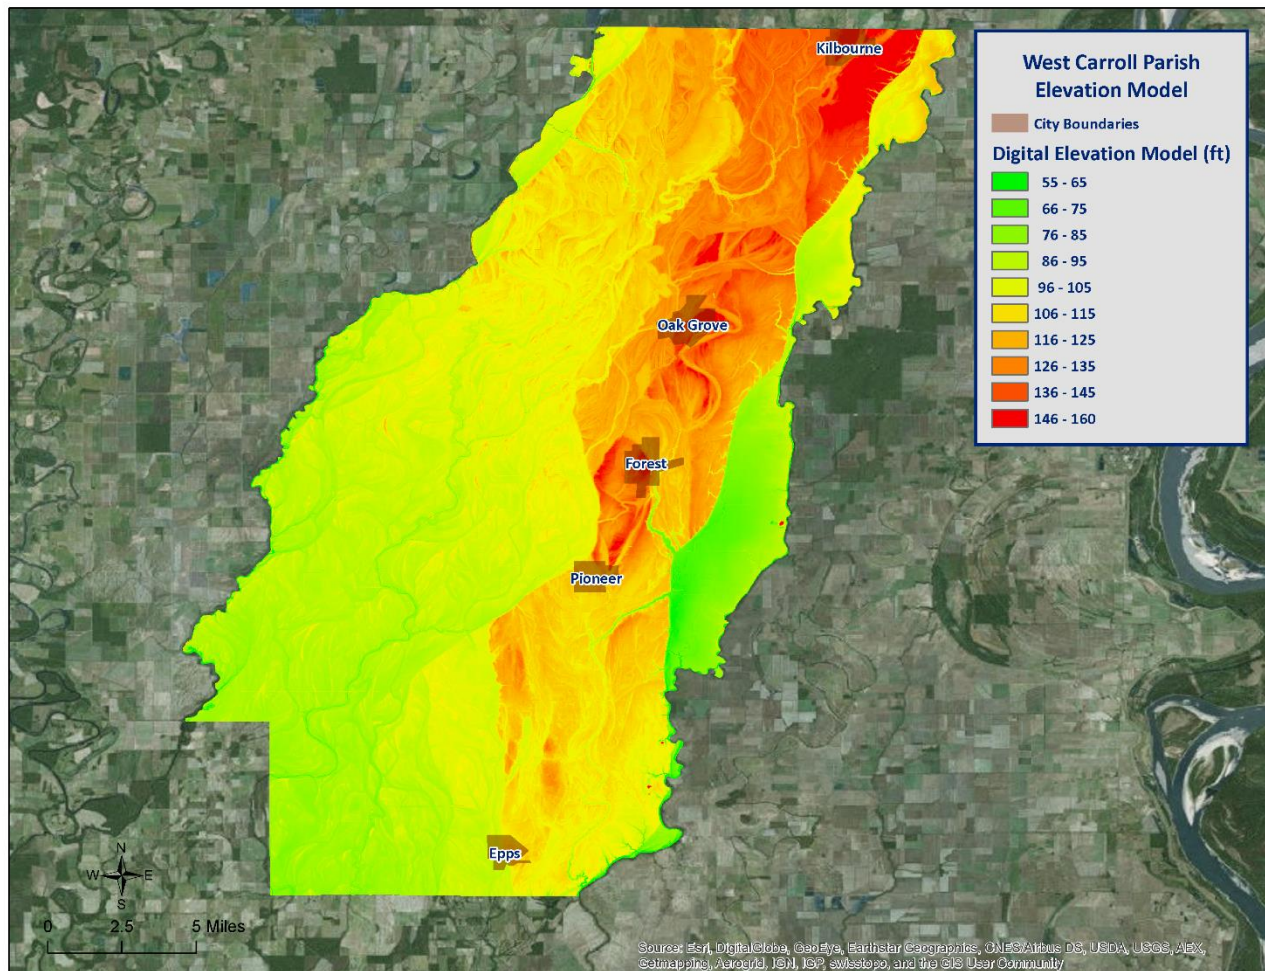 Kilbourne
Oak Grove
Forest
Pioneer
Epps
West Carroll Parish
Elevation Model
City Boundaries
Digital Elevation Model (ft)
55 - 65
66 - 75
76 - 85
86 - 95
96 - 105
106 - 115
116 - 125
126 - 135
136 - 145
146 - 160
N
W E
S
0 2.5 5 Miles
Source: Esri, DigitalGlobe, GeoEye, Earthstar Geographics, CNES/Airbus DS, USDA, USGS, AEX,
Getmapping, Aerogrid, IGN, IGP, swisstopo, and the GIS User Community